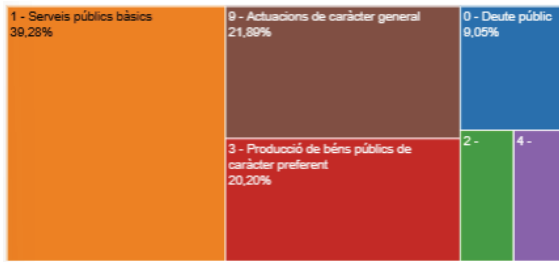 1 - Serveis públics bàsics
39,28%
9 - Actuacions de caràcter general
21,89%
0 - Deute públic
9,05%
3 - Producció de béns públics de
caràcter preferent
20,20%
2 -
4 -